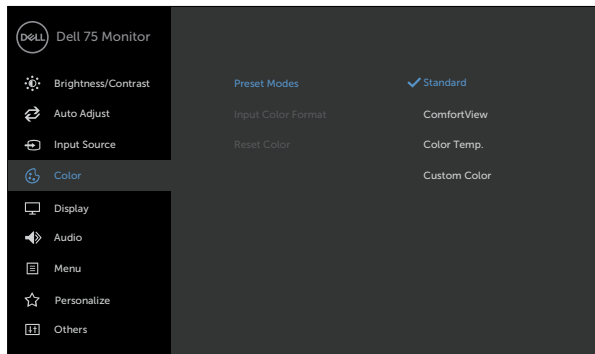 DELL Dell 75 Monitor
Brightness/Contrast
Auto Adjust
Input Source
Color
Display
Audio
Menu
Personalize
Others
Preset Modes
Input Color Format
Reset Color
Standard
ComfortView
Color Temp.
Custom Color